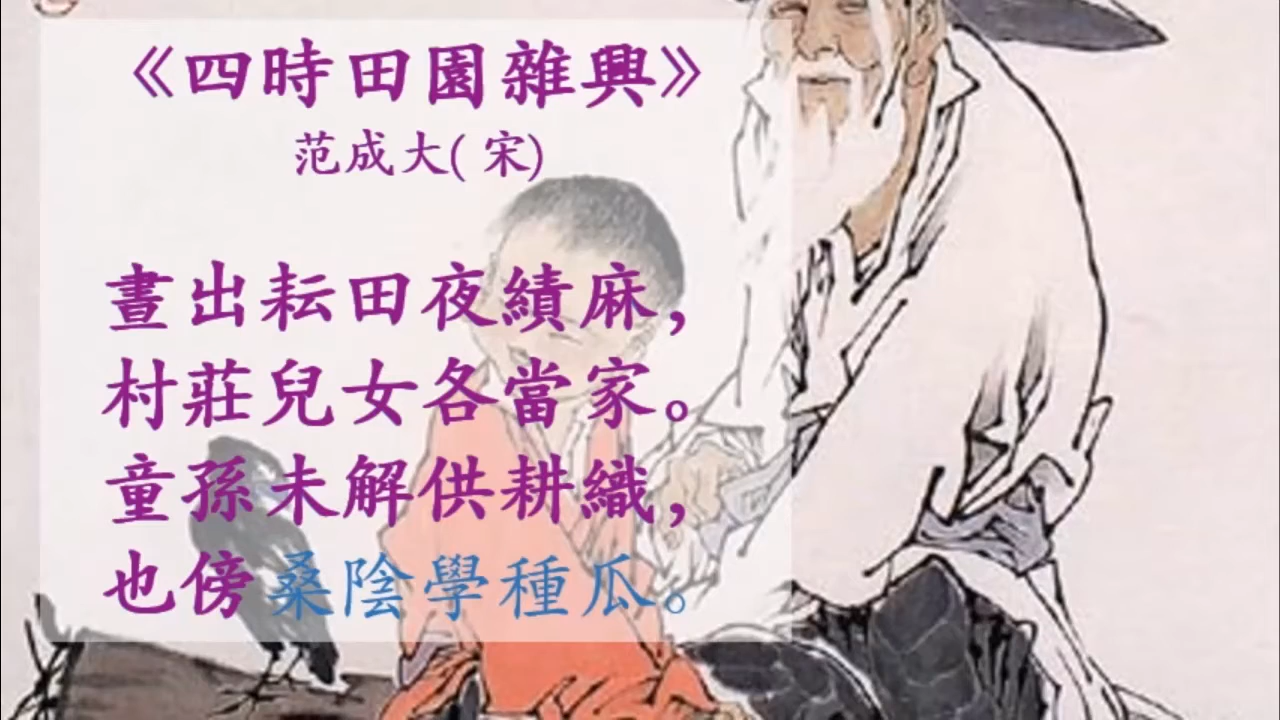 《四時田園雜興》
范成大( 宋)
晝出耘田夜績麻，
村莊兒女各當家。
童孫未解供耕織，
也傍桑陰學種瓜。